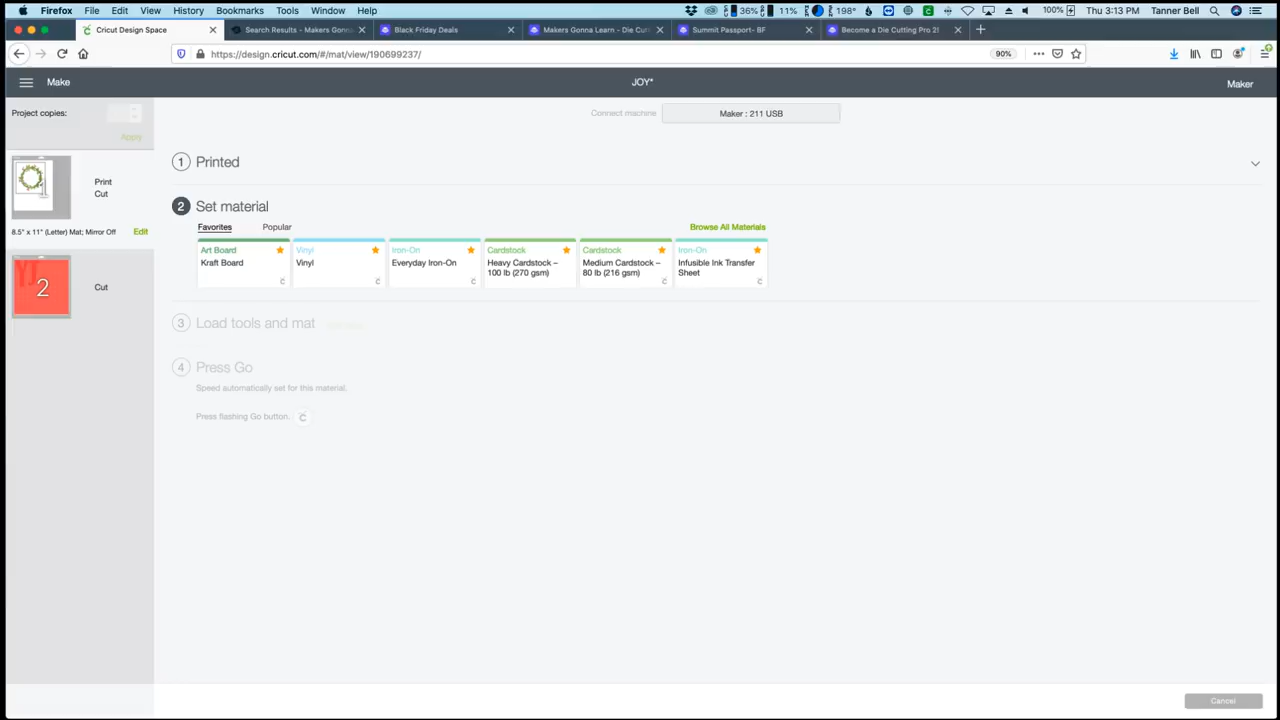 Firefox File Edit View History Bookmarks Tools Window Help 36% 11% 198° 100% Thu 3:13 PM Tanner Bell
Cricut Design Space Search Results - Makers Gonna Black Friday Deals Makers Gonna Learn - Die Cut Summit Passport- BF Become a Die Cutting Pro 2!
https://design.cricut.com/#/mat/view/190699237/ 90%
Make JOY* Maker
Project copies: Connect machine Maker : 211 USB
Apply
1 Printed
Print
Cut
2 Set material
Favorites Popular Browse All Materials
8.5" x 11" (Letter) Mat; Mirror Off Edit
Art Board Vinyl Iron-On Cardstock Cardstock Iron-On
Kraft Board Vinyl Everyday Iron-On Heavy Cardstock – Medium Cardstock – Infusible Ink Transfer
100 lb (270 gsm) 80 lb (216 gsm) Sheet
2 Cut
3 Load tools and mat
4 Press Go
Speed automatically set for this material.
Press flashing Go button.
Cancel